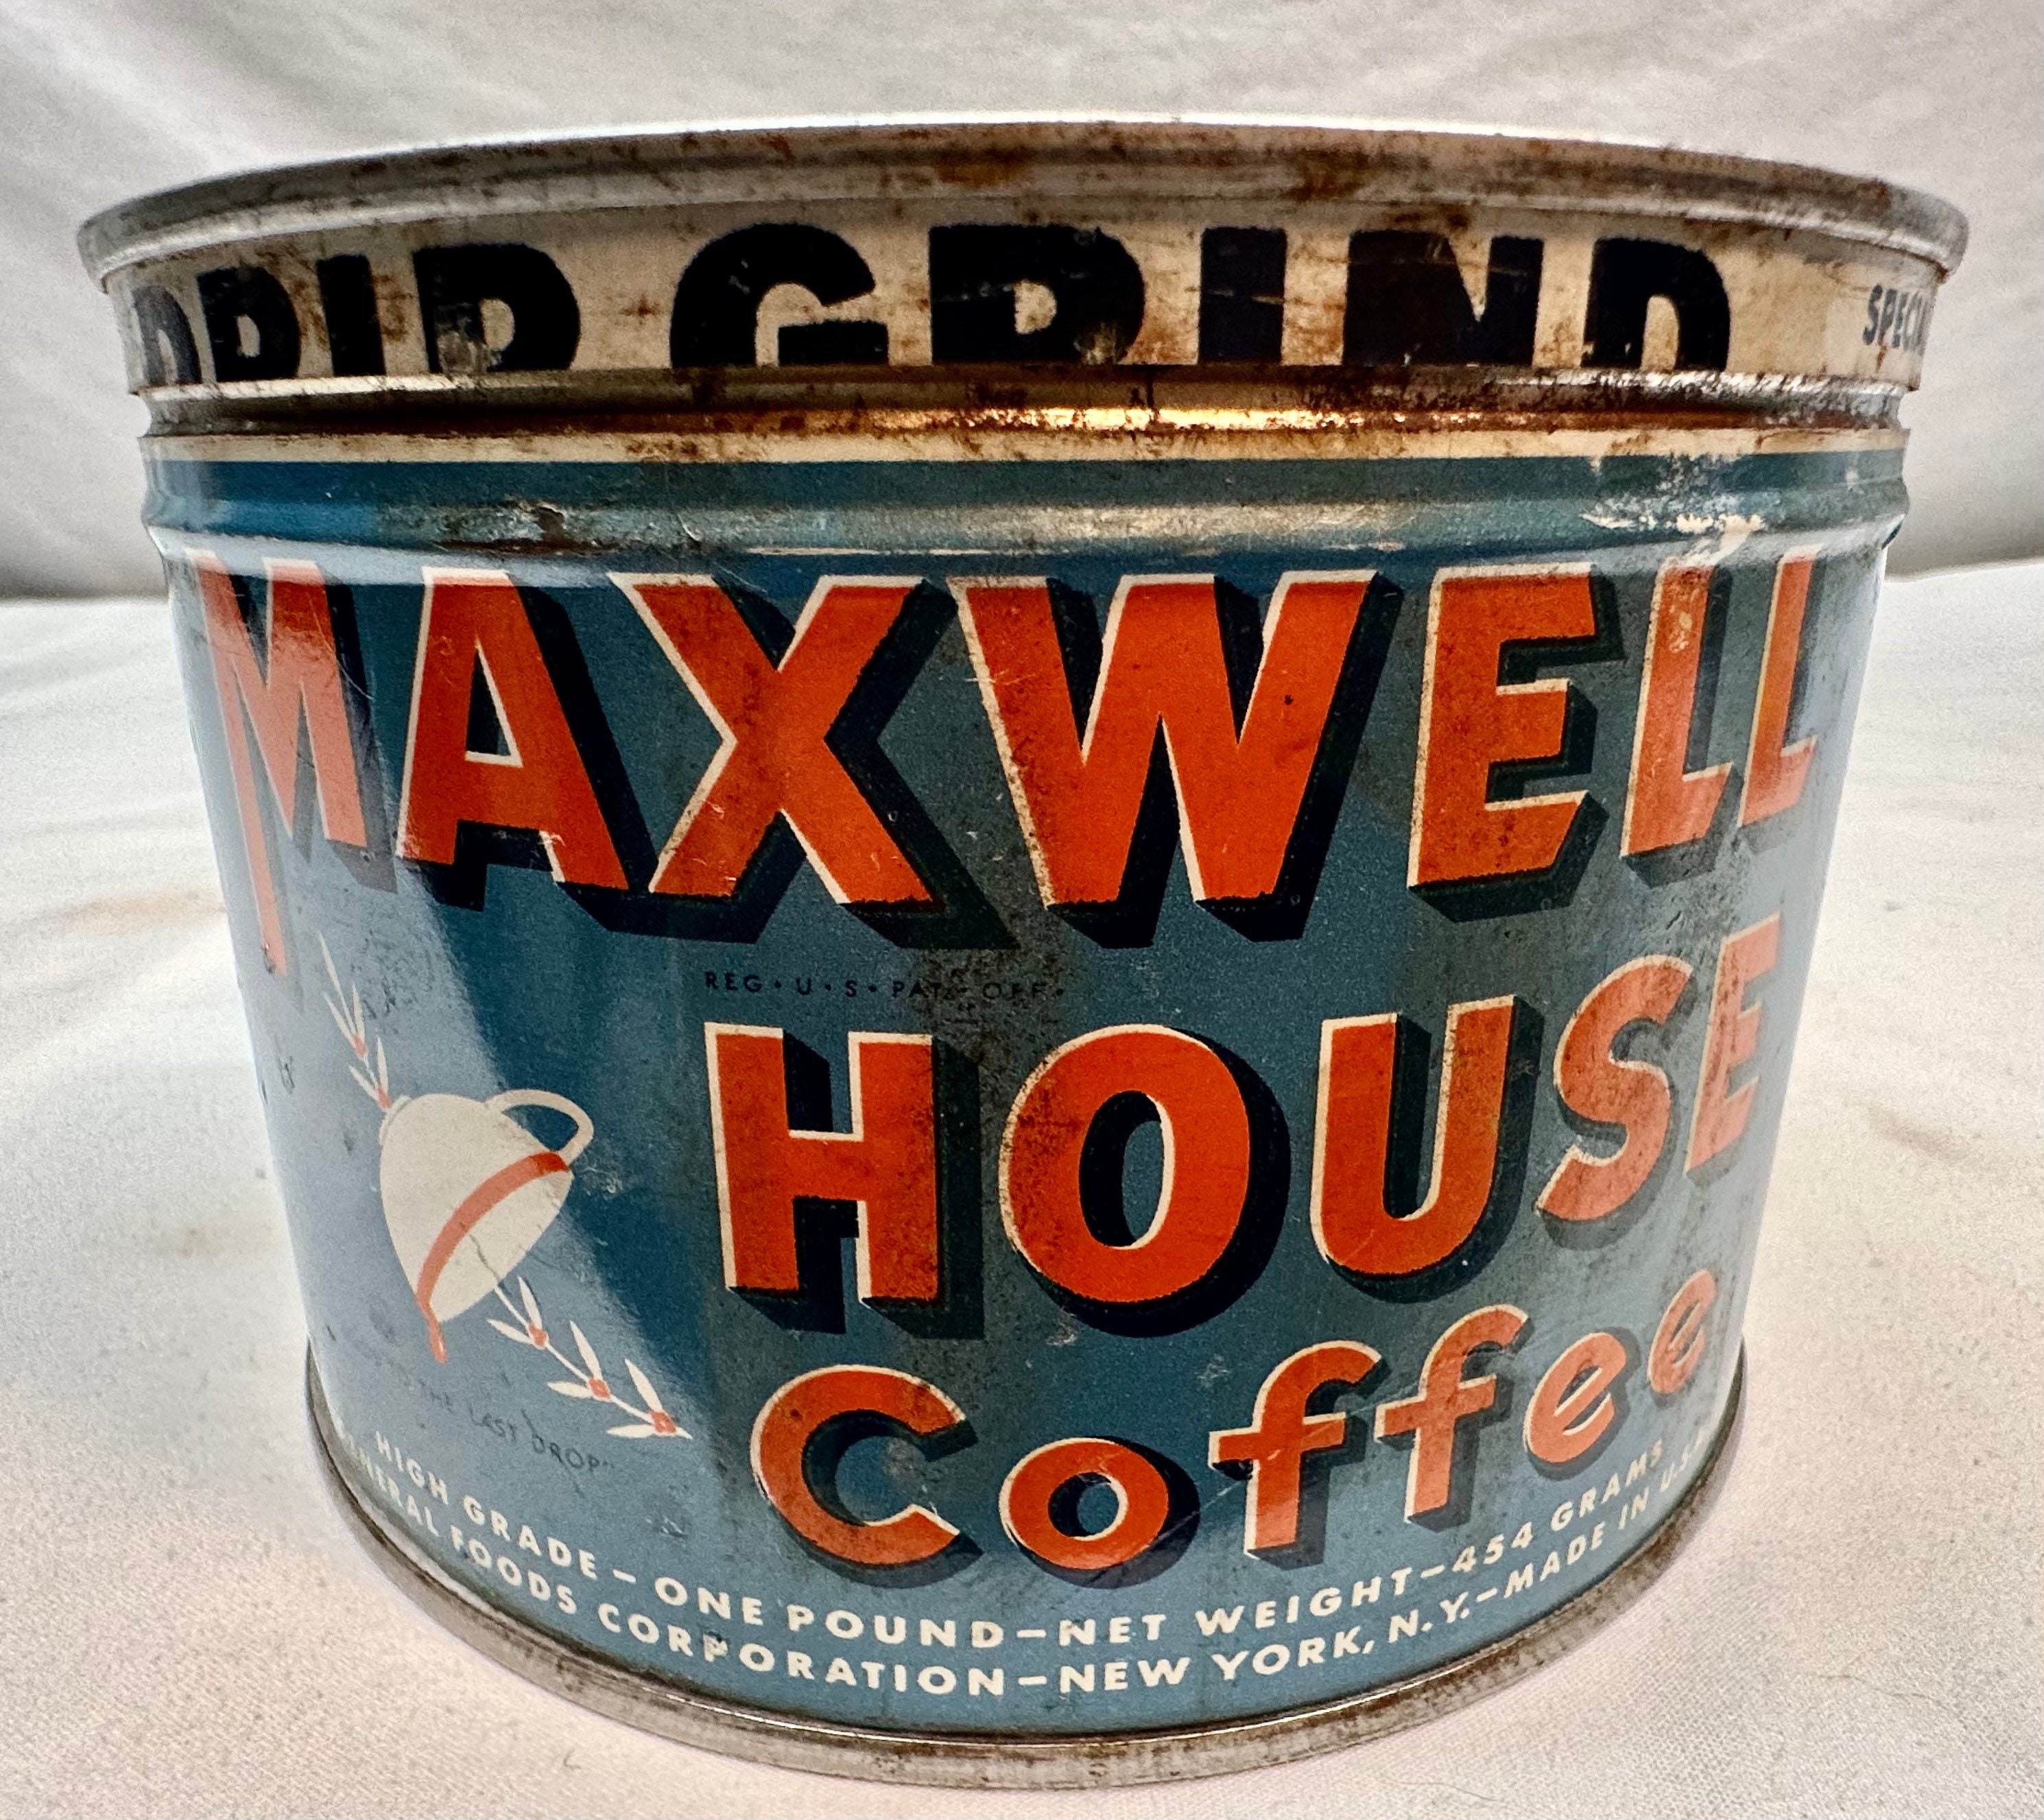 DRIP GRIND
MAXWELL
REG • U • S • PAT • OFF •
HOUSE
Coffee
THE LAST DROP"
HIGH GRADE – ONE POUND – NET WEIGHT – 454 GRAMS
GENERAL FOODS CORPORATION – NEW YORK, N.Y. – MADE IN U.S.